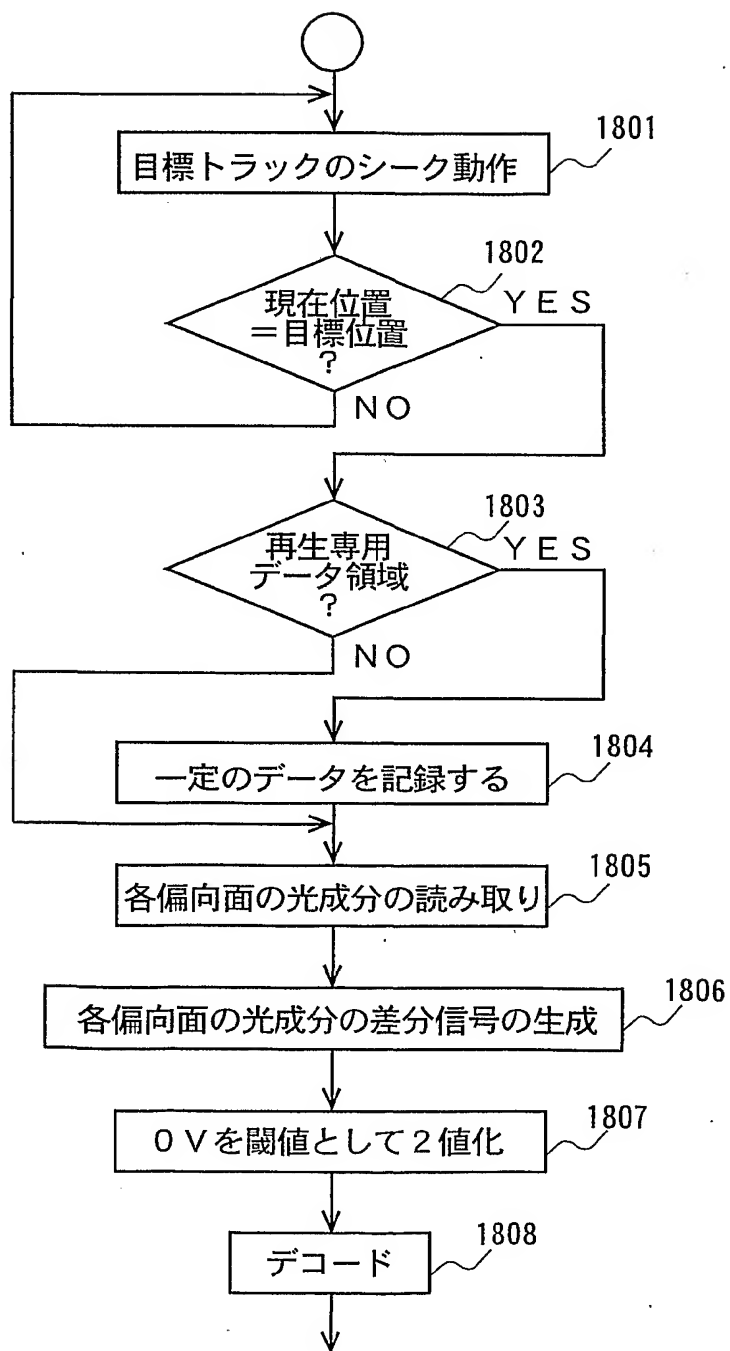 1801
目標トラックのシーク動作
1802
現在位置
＝目標位置
?
YES
NO
1803
再生専用
データ領域
?
YES
NO
1804
一定のデータを記録する
1805
各偏向面の光成分の読み取り
1806
各偏向面の光成分の差分信号の生成
1807
０Ｖを閾値として２値化
1808
デコード